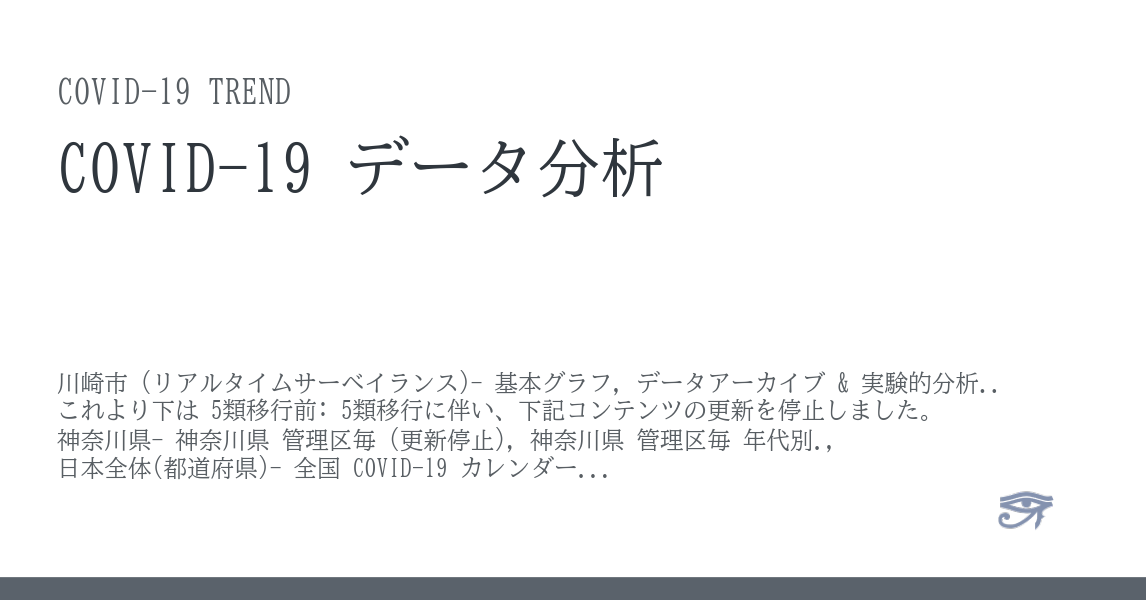 COVID-19 TREND
COVID-19 データ分析
川崎市 (リアルタイムサーベイランス)- 基本グラフ, データアーカイブ & 実験的分析..
これより下は 5類移行前: 5類移行に伴い、下記コンテンツの更新を停止しました。
神奈川県- 神奈川県 管理区毎 (更新停止), 神奈川県 管理区毎 年代別.,
日本全体(都道府県)- 全国 COVID-19 カレンダー...